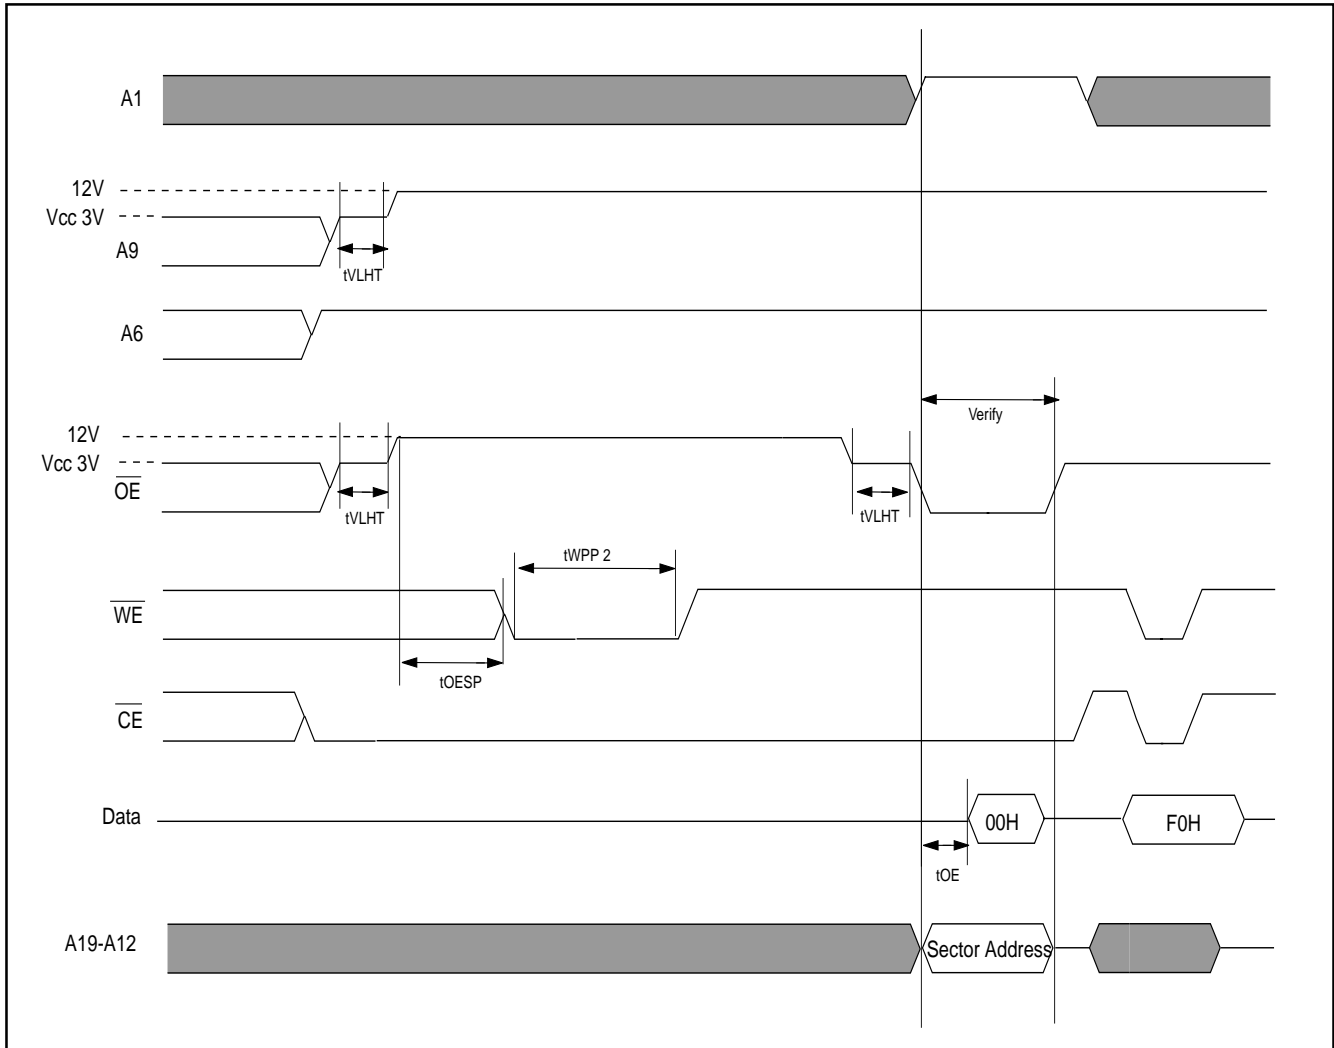 A1
12V
Vcc 3V
A9
tVLHT
A6
Verify
12V
Vcc 3V
OE
tVLHT
tVLHT
tWPP 2
WE
tOESP
CE
Data
00H
F0H
tOE
A19-A12
Sector Address